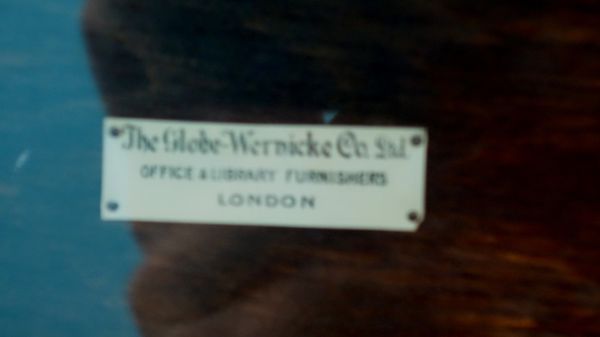 The Globe-Wernicke Co. Ltd.
OFFICE & LIBRARY FURNISHERS
LONDON